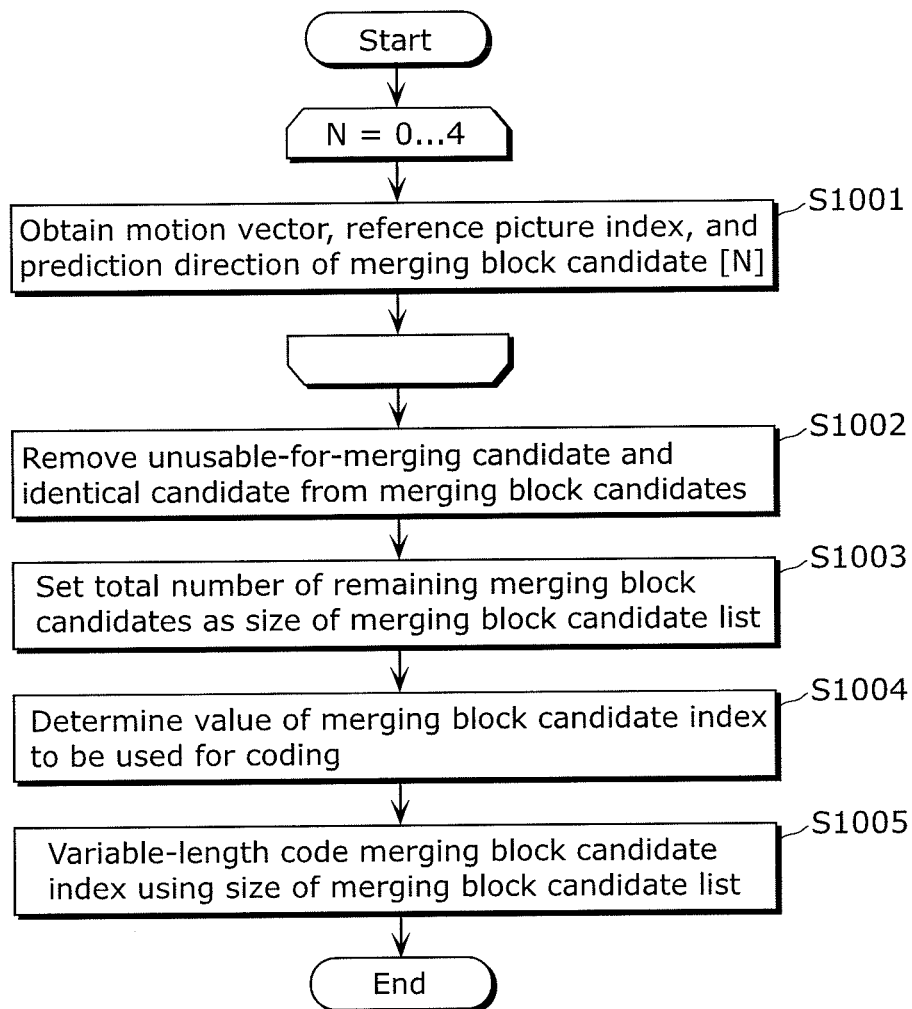 Start
N = 0...4
S1001
Obtain motion vector, reference picture index, and
prediction direction of merging block candidate [N]
S1002
Remove unusable-for-merging candidate and
identical candidate from merging block candidates
S1003
Set total number of remaining merging block
candidates as size of merging block candidate list
S1004
Determine value of merging block candidate index
to be used for coding
S1005
Variable-length code merging block candidate
index using size of merging block candidate list
End